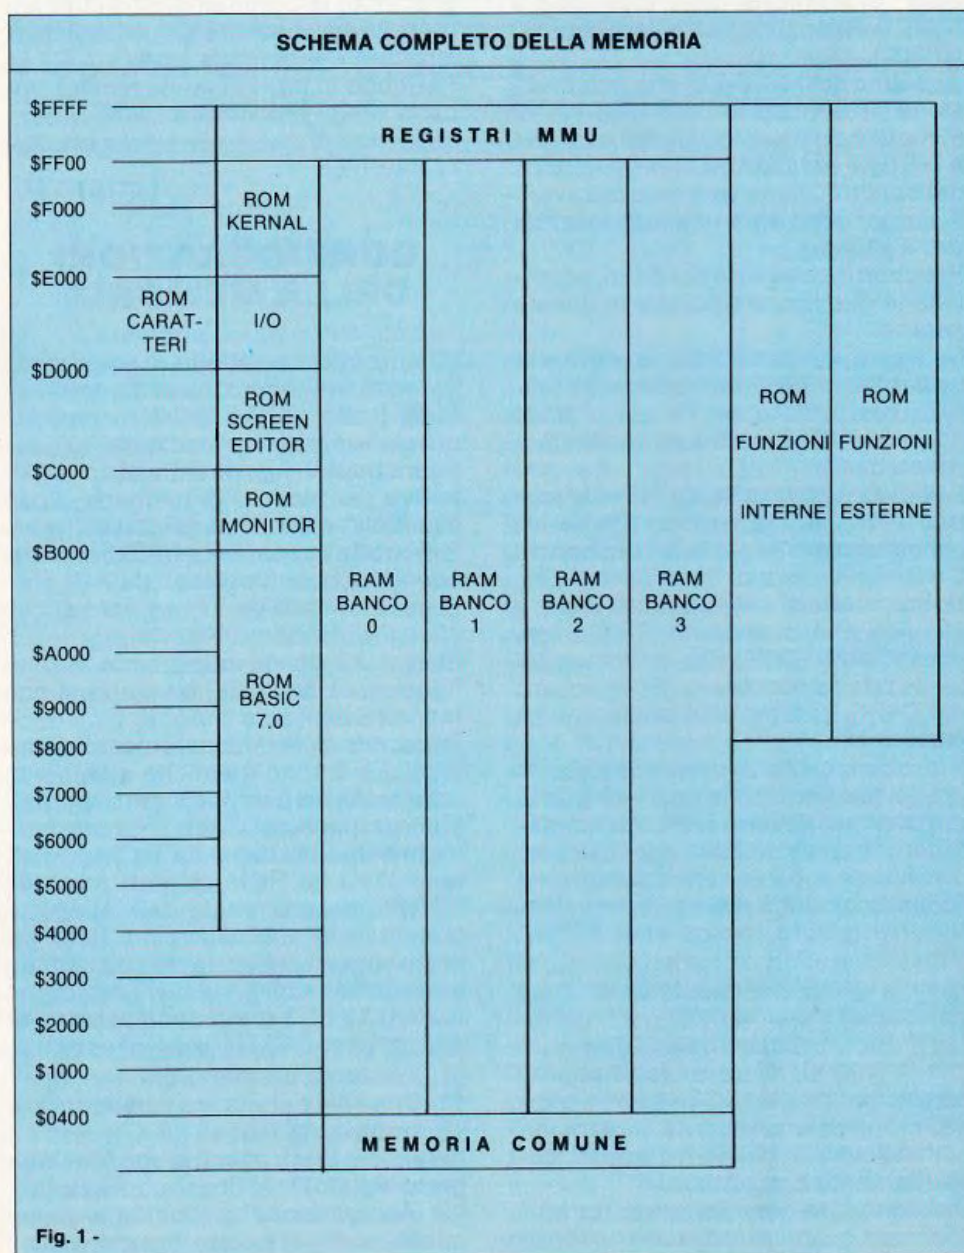 SCHEMA COMPLETO DELLA MEMORIA
$FFFF
REGISTRI MMU
$FF00
$F000
ROM
KERNAL
$E000
ROM
CARAT-
TERI
I/O
$D000
ROM
SCREEN
EDITOR
$C000
ROM
MONITOR
$B000
RAM
BANCO
0
RAM
BANCO
1
RAM
BANCO
2
RAM
BANCO
3
ROM
FUNZIONI
INTERNE
ROM
FUNZIONI
ESTERNE
$A000
ROM
BASIC
7.0
$9000
$8000
$7000
$6000
$5000
$4000
$3000
$2000
$1000
$0400
MEMORIA COMUNE
Fig. 1 -